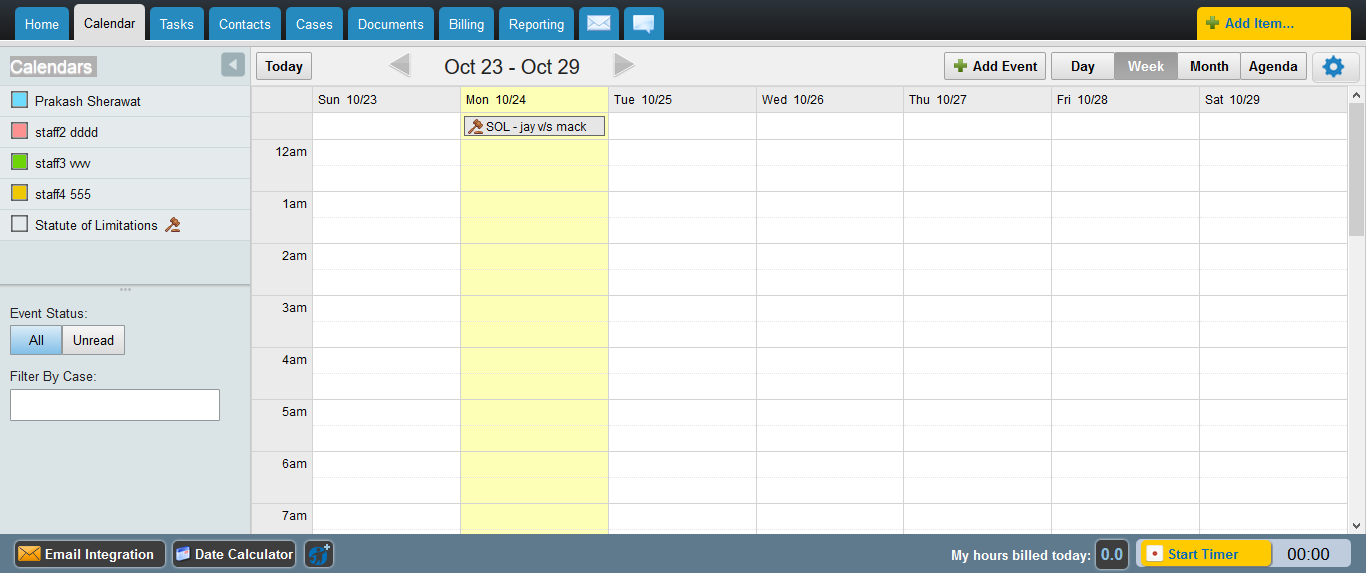 Home Calendar Tasks Contacts Cases Documents Billing Reporting Add Item...
Calendars Today Oct 23 - Oct 29 Add Event Day Week Month Agenda
Prakash Sherawat
staff2 dddd
staff3 vvvv
staff4 555
Statute of Limitations
Event Status:
All Unread
Filter By Case:
Sun 10/23 Mon 10/24 Tue 10/25 Wed 10/26 Thu 10/27 Fri 10/28 Sat 10/29
SOL - jay v/s mack
12am
1am
2am
3am
4am
5am
6am
7am
Email Integration Date Calculator My hours billed today: 0.0 Start Timer 00:00